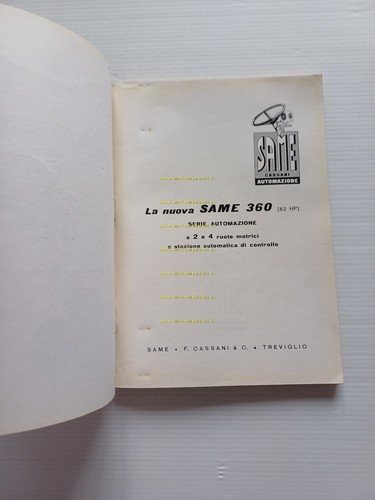 SAME
CASSANI
AUTOMAZIONE
La nuova SAME 360 (62 HP)
SERIE AUTOMAZIONE
a 2 e 4 ruote motrici
e stazione automatica di controllo
SAME • F. CASSANI & C. • TREVIGLIO